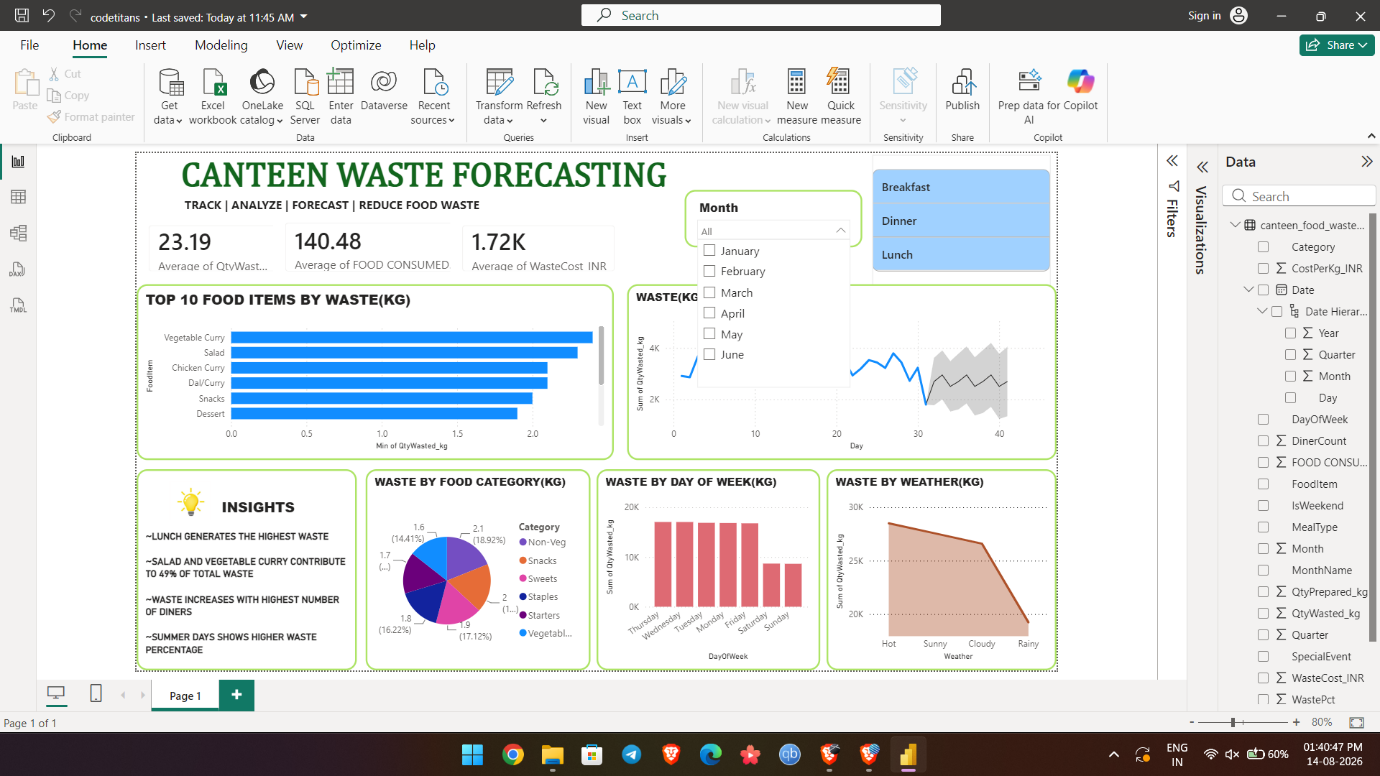 codetitans • Last saved: Today at 11:45 AM
Search
Sign in
File Home Insert Modeling View Optimize Help
Share
Paste
Cut
Copy
Format painter
Clipboard
Get data
Excel workbook
OneLake catalog
SQL Server
Enter data
Dataverse
Recent sources
Data
Transform data
Refresh
Queries
New visual
Text box
More visuals
Insert
New visual calculation
New measure
Quick measure
Calculations
Sensitivity
Sensitivity
Publish
Share
Prep data for AI
Copilot
Copilot
CANTEEN WASTE FORECASTING
TRACK | ANALYZE | FORECAST | REDUCE FOOD WASTE
23.19
Average of QtyWast...
140.48
Average of FOOD CONSUMED
1.72K
Average of WasteCost_INR
Month
All
January
February
March
April
May
June
Breakfast
Dinner
Lunch
TOP 10 FOOD ITEMS BY WASTE(KG)
FoodItem
Vegetable Curry
Salad
Chicken Curry
Dal/Curry
Snacks
Dessert
0.0 0.5 1.0 1.5 2.0
Min of QtyWasted_kg
WASTE(KG
Sum of QtyWasted_kg
4K
2K
0 10 20 30 40
Day
INSIGHTS
~LUNCH GENERATES THE HIGHEST WASTE
~SALAD AND VEGETABLE CURRY CONTRIBUTE
TO 49% OF TOTAL WASTE
~WASTE INCREASES WITH HIGHEST NUMBER
OF DINERS
~SUMMER DAYS SHOWS HIGHER WASTE
PERCENTAGE
WASTE BY FOOD CATEGORY(KG)
1.6
(14.41%)
2.1
(18.92%)
1.7
(...)
2
(1...)
1.8
(16.22%)
1.9
(17.12%)
Category
Non-Veg
Snacks
Sweets
Staples
Starters
Vegetabl...
WASTE BY DAY OF WEEK(KG)
Sum of QtyWasted_kg
20K
10K
0K
Thursday Wednesday Tuesday Monday Friday Saturday Sunday
DayOfWeek
WASTE BY WEATHER(KG)
Sum of QtyWasted_kg
30K
25K
20K
Hot Sunny Cloudy Rainy
Weather
Filters
Visualizations
Data
Search
canteen_food_waste...
Category
CostPerKg_INR
Date
Date Hierar...
Year
Quarter
Month
Day
DayOfWeek
DinerCount
FOOD CONSU...
FoodItem
IsWeekend
MealType
Month
MonthName
QtyPrepared_kg
QtyWasted_kg
Quarter
SpecialEvent
WasteCost_INR
WastePct
Page 1
Page 1 of 1
- + 80%
ENG
IN
60%
01:40:47 PM
14-08-2026